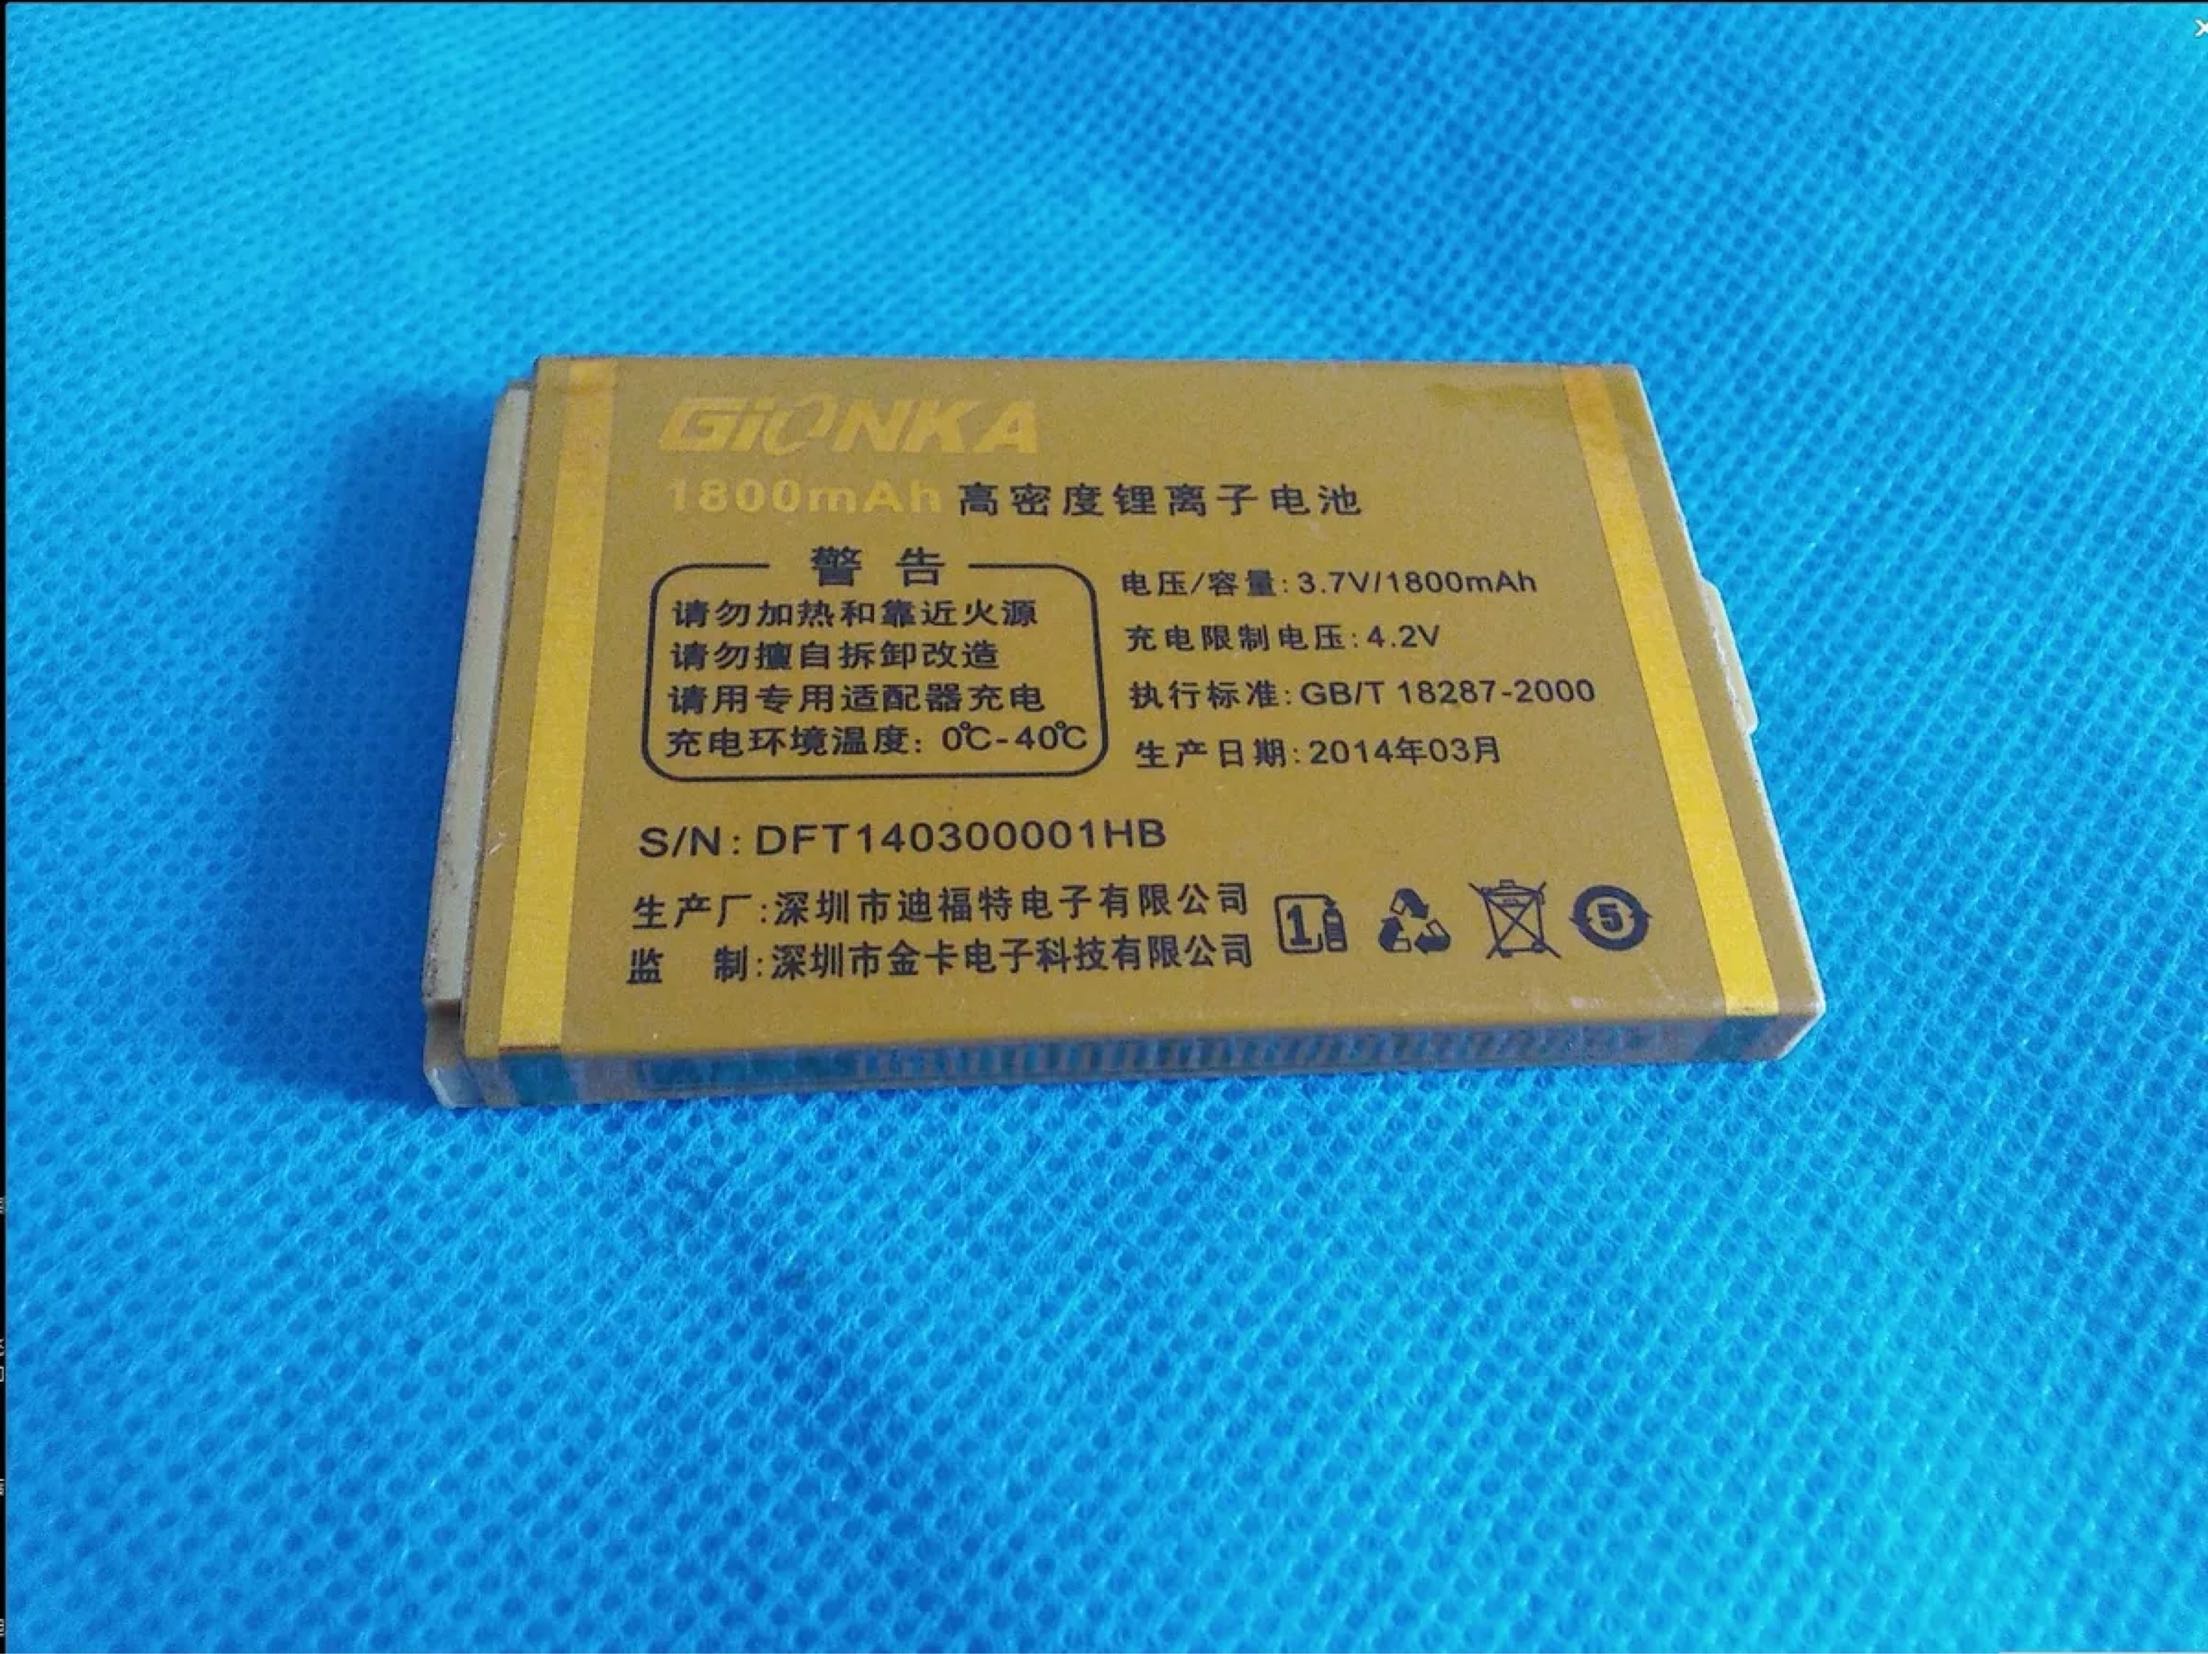 GiONKA
1800mAh 高密度锂离子电池
警 告
请勿加热和靠近火源
请勿擅自拆卸改造
请用专用适配器充电
充电环境温度: 0℃-40℃
电压/容量: 3.7V/1800mAh
充电限制电压: 4.2V
执行标准: GB/T 18287-2000
生产日期: 2014年03月
S/N: DFT140300001HB
生产厂: 深圳市迪福特电子有限公司
监 制: 深圳市金卡电子科技有限公司
1
5